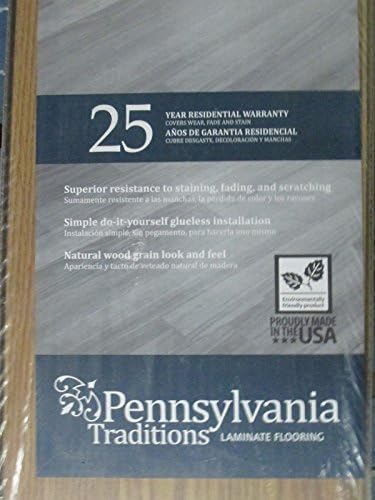 25
YEAR RESIDENTIAL WARRANTY
COVERS WEAR, FADE AND STAIN
AÑOS DE GARANTIA RESIDENCIAL
CUBRE DESGASTE, DECOLORACIÓN Y MANCHAS
Superior resistance to staining, fading, and scratching
Sumamente resistente a las manchas, la pérdida de color y los rayones
Simple do-it-yourself glueless installation
Instalación simple, sin pegamento, para hacerla uno mismo
Natural wood grain look and feel
Apariencia y tacto de veteado natural de madera
Environmentally
friendly product
PROUDLY MADE
IN THE USA
Pennsylvania
Traditions LAMINATE FLOORING